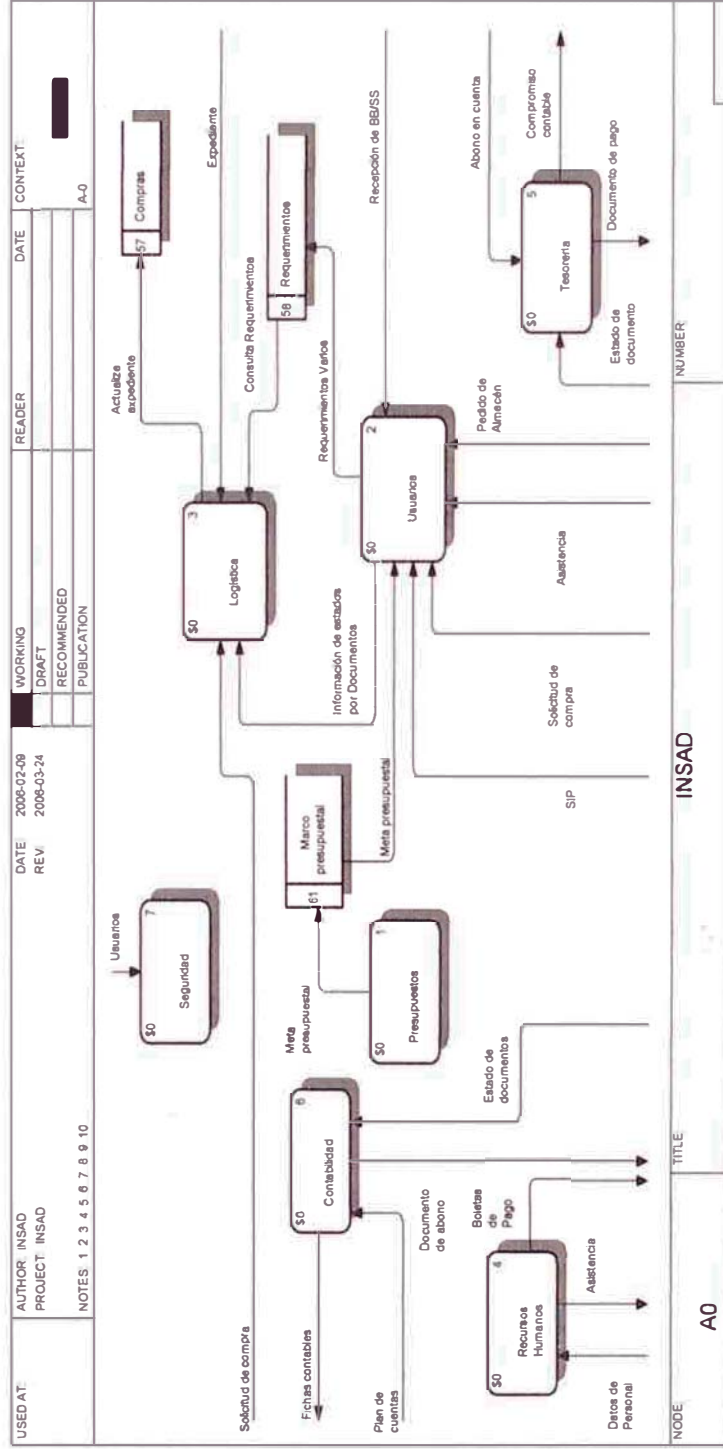 USED AT:
AUTHOR: INSAD
PROJECT: INSAD
NOTES: 1 2 3 4 5 6 7 8 9 10
DATE: 2006-02-09
REV: 2006-03-24
WORKING
DRAFT
RECOMMENDED
PUBLICATION
READER
DATE
CONTEXT:
A-0
Usuarios
$0
7
Seguridad
Solicitud de compra
$0
3
Logística
Actualiza
expediente
57
Compras
Expediente
Consulta Requerimientos
58
Requerimientos
Requerimientos Varios
Información de estados
por Documentos
Fichas contables
$0
6
Contabilidad
Plan de
cuentas
Documento
de abono
Estado de
documentos
Meta
presupuestal
61
Marco
presupuestal
Meta presupuestal
$0
1
Presupuestos
$0
2
Usuarios
Recepción de BB/SS
SIP
Solicitud de
compra
Asistencia
Pedido de
Almacén
Abono en cuenta
$0
5
Tesorería
Compromiso
contable
Documento de pago
Estado de
documento
$0
4
Recursos
Humanos
Boletas
de
Pago
Asistencia
Datos de
Personal
NODE:
A0
TITLE:
INSAD
NUMBER: